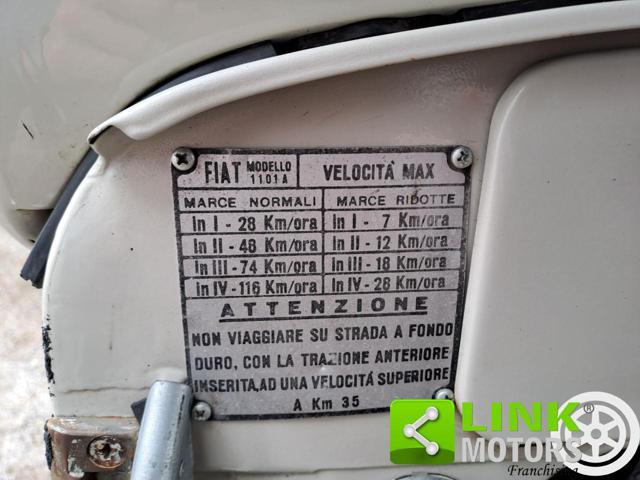 FIAT MODELLO 1101A VELOCITÀ MAX
MARCE NORMALI MARCE RIDOTTE
In I - 28 Km/ora In I - 7 Km/ora
In II - 48 Km/ora In II - 12 Km/ora
In III - 74 Km/ora In III - 18 Km/ora
In IV - 116 Km/ora In IV - 28 Km/ora
ATTENZIONE
NON VIAGGIARE SU STRADA A FONDO
DURO, CON LA TRAZIONE ANTERIORE
INSERITA, AD UNA VELOCITÁ SUPERIORE
A Km 35
LINK®
MOTORS
Franchising